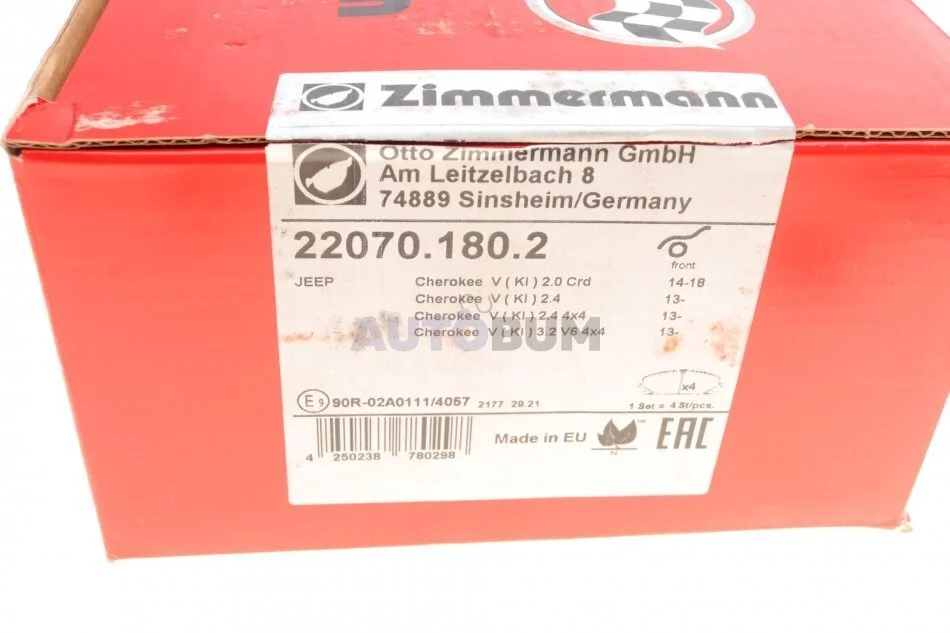 Zimmermann
Otto Zimmermann GmbH
Am Leitzelbach 8
74889 Sinsheim/Germany
22070.180.2
front
JEEP Cherokee V ( Kl ) 2.0 Crd 14-18
Cherokee V ( Kl ) 2.4 13-
Cherokee V ( Kl ) 2.4 4x4 13-
Cherokee V ( Kl ) 3.2 V6 4x4 13-
AUTOBUM
x4
E9 90R-02A0111/4057 2177 29.21
1 Set = 4 St/pcs.
4 250238 780298
Made in EU
TM
N
EAC